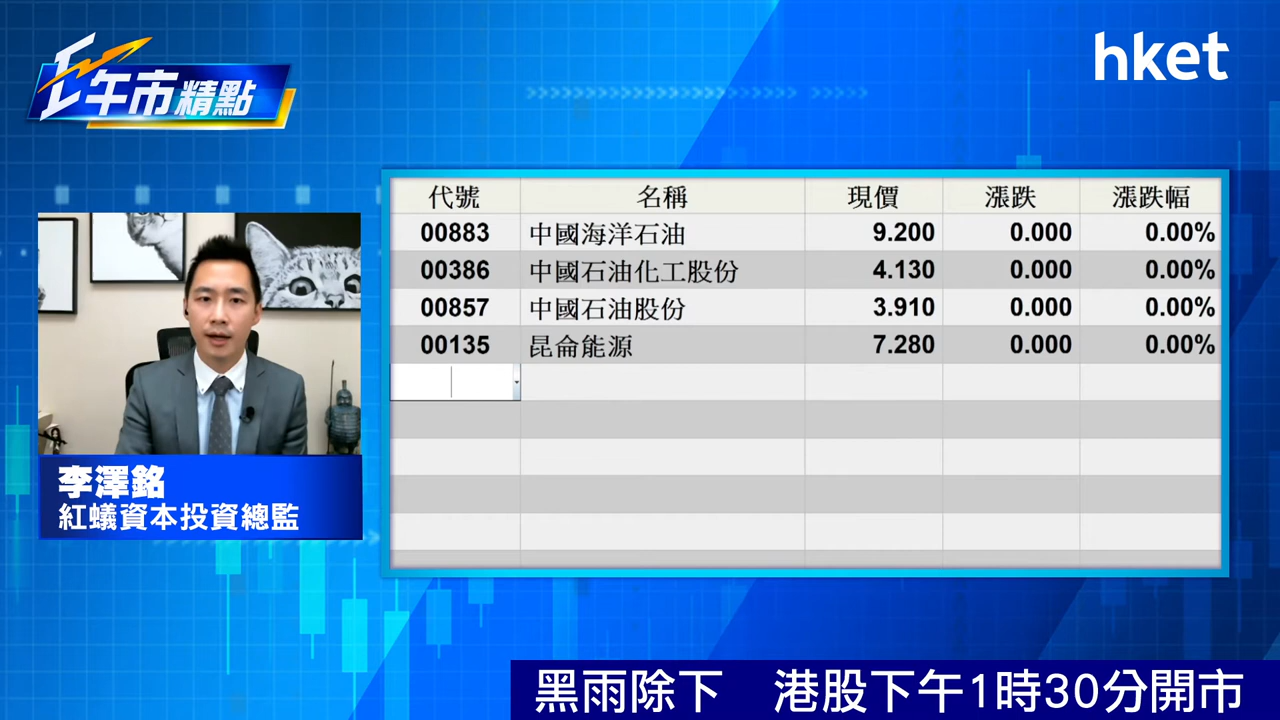 午市精點
hket
代號 名稱 現價 漲跌 漲跌幅
00883 中國海洋石油 9.200 0.000 0.00%
00386 中國石油化工股份 4.130 0.000 0.00%
00857 中國石油股份 3.910 0.000 0.00%
00135 昆侖能源 7.280 0.000 0.00%
李澤銘
紅蟻資本投資總監
黑雨除下 港股下午1時30分開市